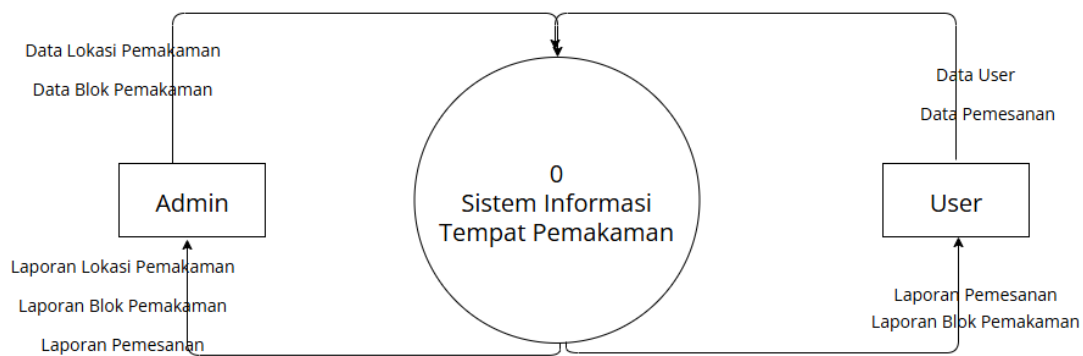 Data Lokasi Pemakaman
Data Blok Pemakaman
Admin
Laporan Lokasi Pemakaman
Laporan Blok Pemakaman
Laporan Pemesanan
0
Sistem Informasi
Tempat Pemakaman
Data User
Data Pemesanan
User
Laporan Pemesanan
Laporan Blok Pemakaman